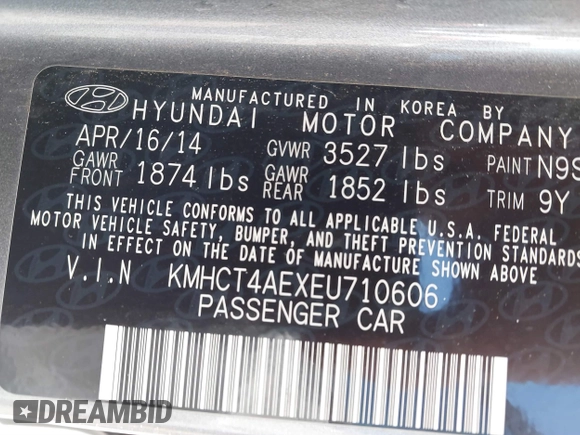 MANUFACTURED IN KOREA BY
HYUNDAI MOTOR COMPANY
APR/16/14 GVWR 3527 lbs PAINT N9S
GAWR FRONT 1874 lbs GAWR REAR 1852 lbs TRIM 9Y
THIS VEHICLE CONFORMS TO ALL APPLICABLE U.S.A. FEDERAL
MOTOR VEHICLE SAFETY, BUMPER, AND THEFT PREVENTION STANDARDS
IN EFFECT ON THE DATE OF MANUFACTURE SHOWN ABOVE
V.I.N KMHCT4AEXEU710606
PASSENGER CAR
DREAMBID